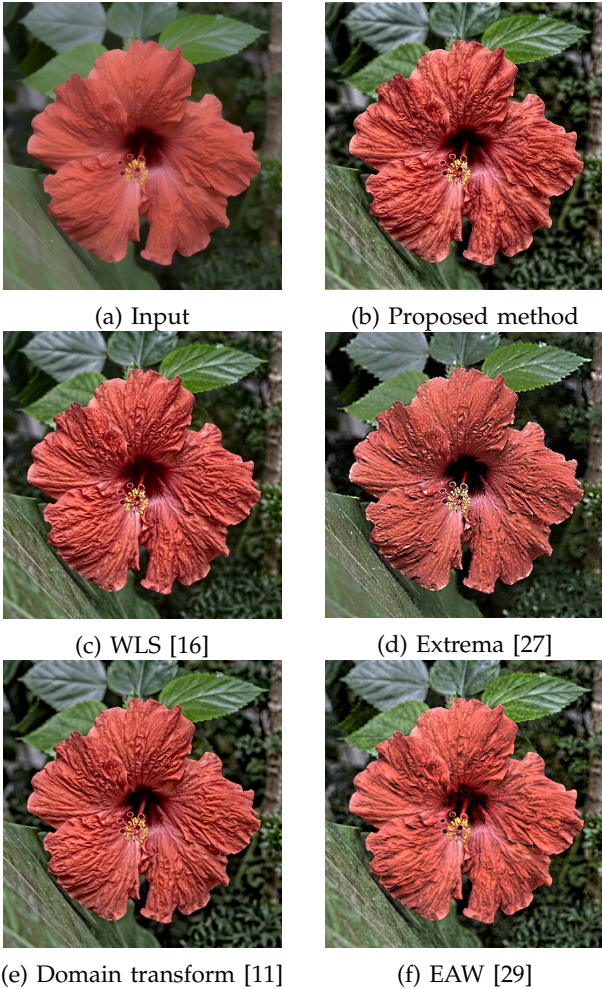 (a) Input
(b) Proposed method
(c) WLS [16]
(d) Extrema [27]
(e) Domain transform [11]
(f) EAW [29]